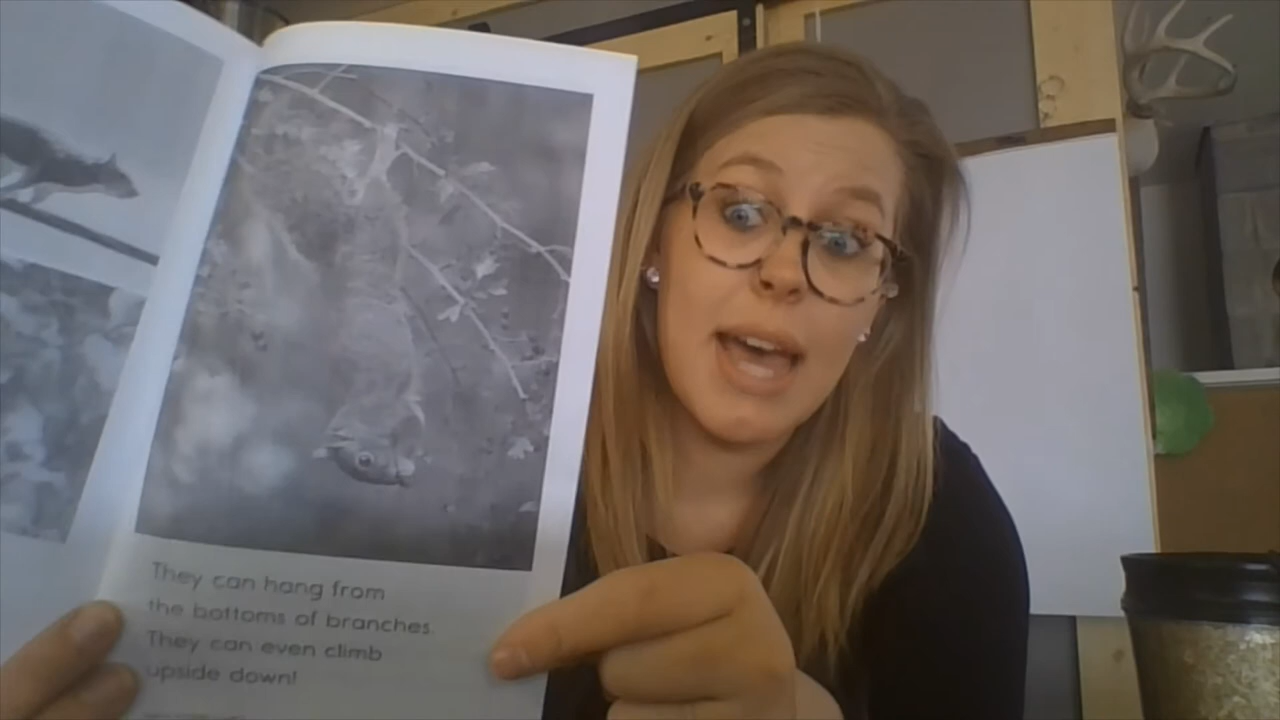 They can hang from
the bottoms of branches.
They can even climb
upside down!